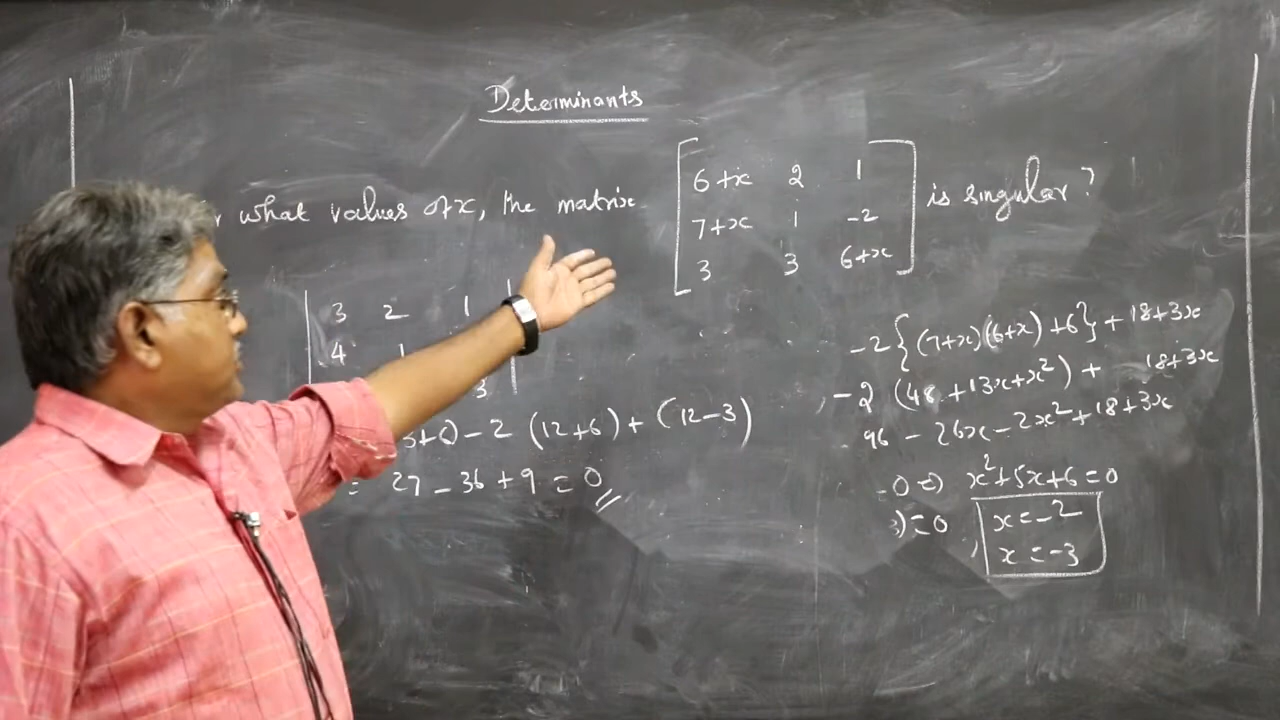 Determinants
what values of x, the matrix
6+x 2 1
7+x 1 -2
3 3 6+x
is singular?
3 2 1
4 1
3
- 2 (12+6) + (12-3)
= 27 - 36 + 9 = 0
-2 {(7+x)(6+x) +6} + 18+3x
-2 (48 +13x+x²) + 18+3x
96 - 26x - 2x² + 18+3x
=0 ⇒ x²+5x+6=0
)=0, x=-2
x=-3